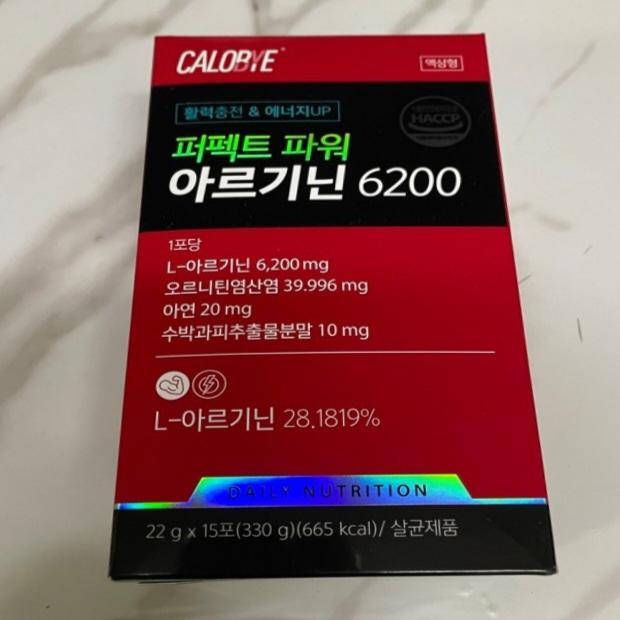 CALOBYE
액상형
활력충전 & 에너지UP
HACCP
퍼펙트 파워
아르기닌 6200
1포당
L-아르기닌 6,200 mg
오르니틴염산염 39.996 mg
아연 20 mg
수박과피추출물분말 10 mg
L-아르기닌 28.1819%
DAILY NUTRITION
22 g x 15포(330 g)(665 kcal)/ 살균제품